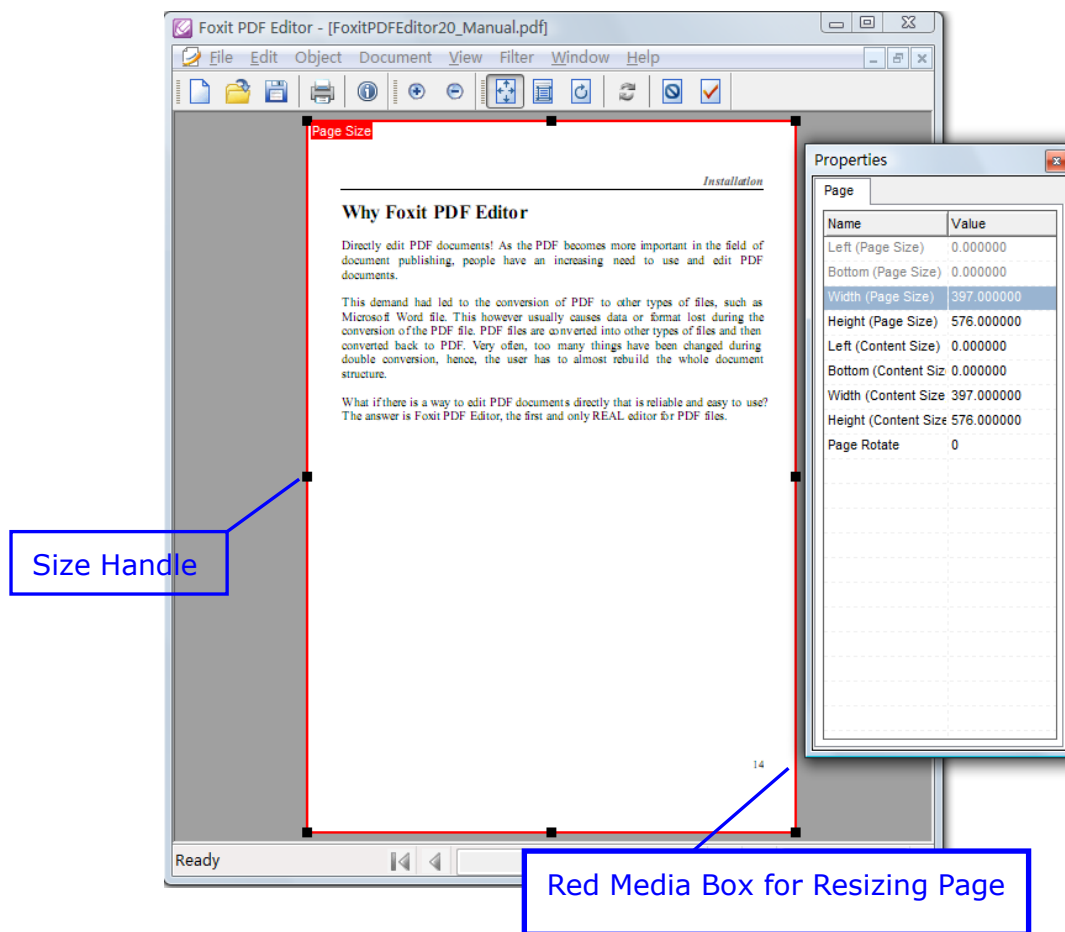 Foxit PDF Editor - [FoxitPDFEditor20_Manual.pdf]
File Edit Object Document View Filter Window Help
Page Size
Installation
Why Foxit PDF Editor
Directly edit PDF documents! As the PDF becomes more important in the field of
document publishing, people have an increasing need to use and edit PDF
documents.
This demand had led to the conversion of PDF to other types of files, such as
Microsoft Word file. This however usually causes data or format lost during the
conversion of the PDF file. PDF files are converted into other types of files and then
converted back to PDF. Very often, too many things have been changed during
double conversion, hence, the user has to almost rebuild the whole document
structure.
What if there is a way to edit PDF documents directly that is reliable and easy to use?
The answer is Foxit PDF Editor, the first and only REAL editor for PDF files.
14
Properties
Page
Name Value
Left (Page Size) 0.000000
Bottom (Page Size) 0.000000
Width (Page Size) 397.000000
Height (Page Size) 576.000000
Left (Content Size) 0.000000
Bottom (Content Siz 0.000000
Width (Content Size 397.000000
Height (Content Size 576.000000
Page Rotate 0
Size Handle
Ready
Red Media Box for Resizing Page